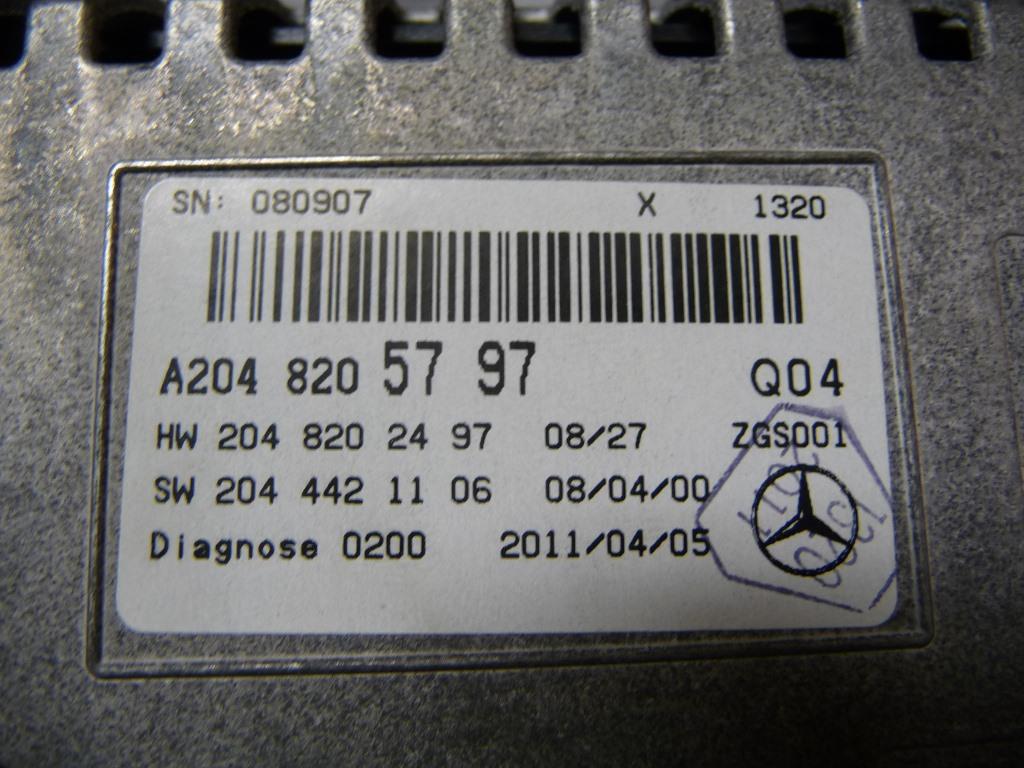 SN: 080907 X 1320
A204 820 57 97 Q04
HW 204 820 24 97 08/27 ZGS001
SW 204 442 11 06 08/04/00
Diagnose 0200 2011/04/05